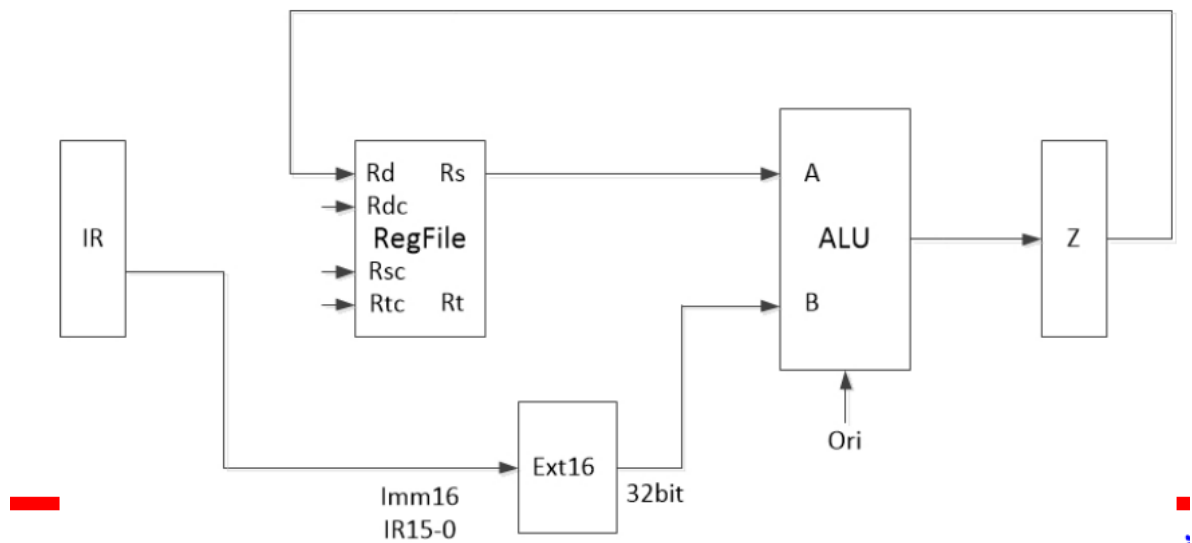 IR
Rd Rs
Rdc
RegFile
Rsc
Rtc Rt
A
ALU
B
Z
Ori
Ext16
32bit
Imm16
IR15-0